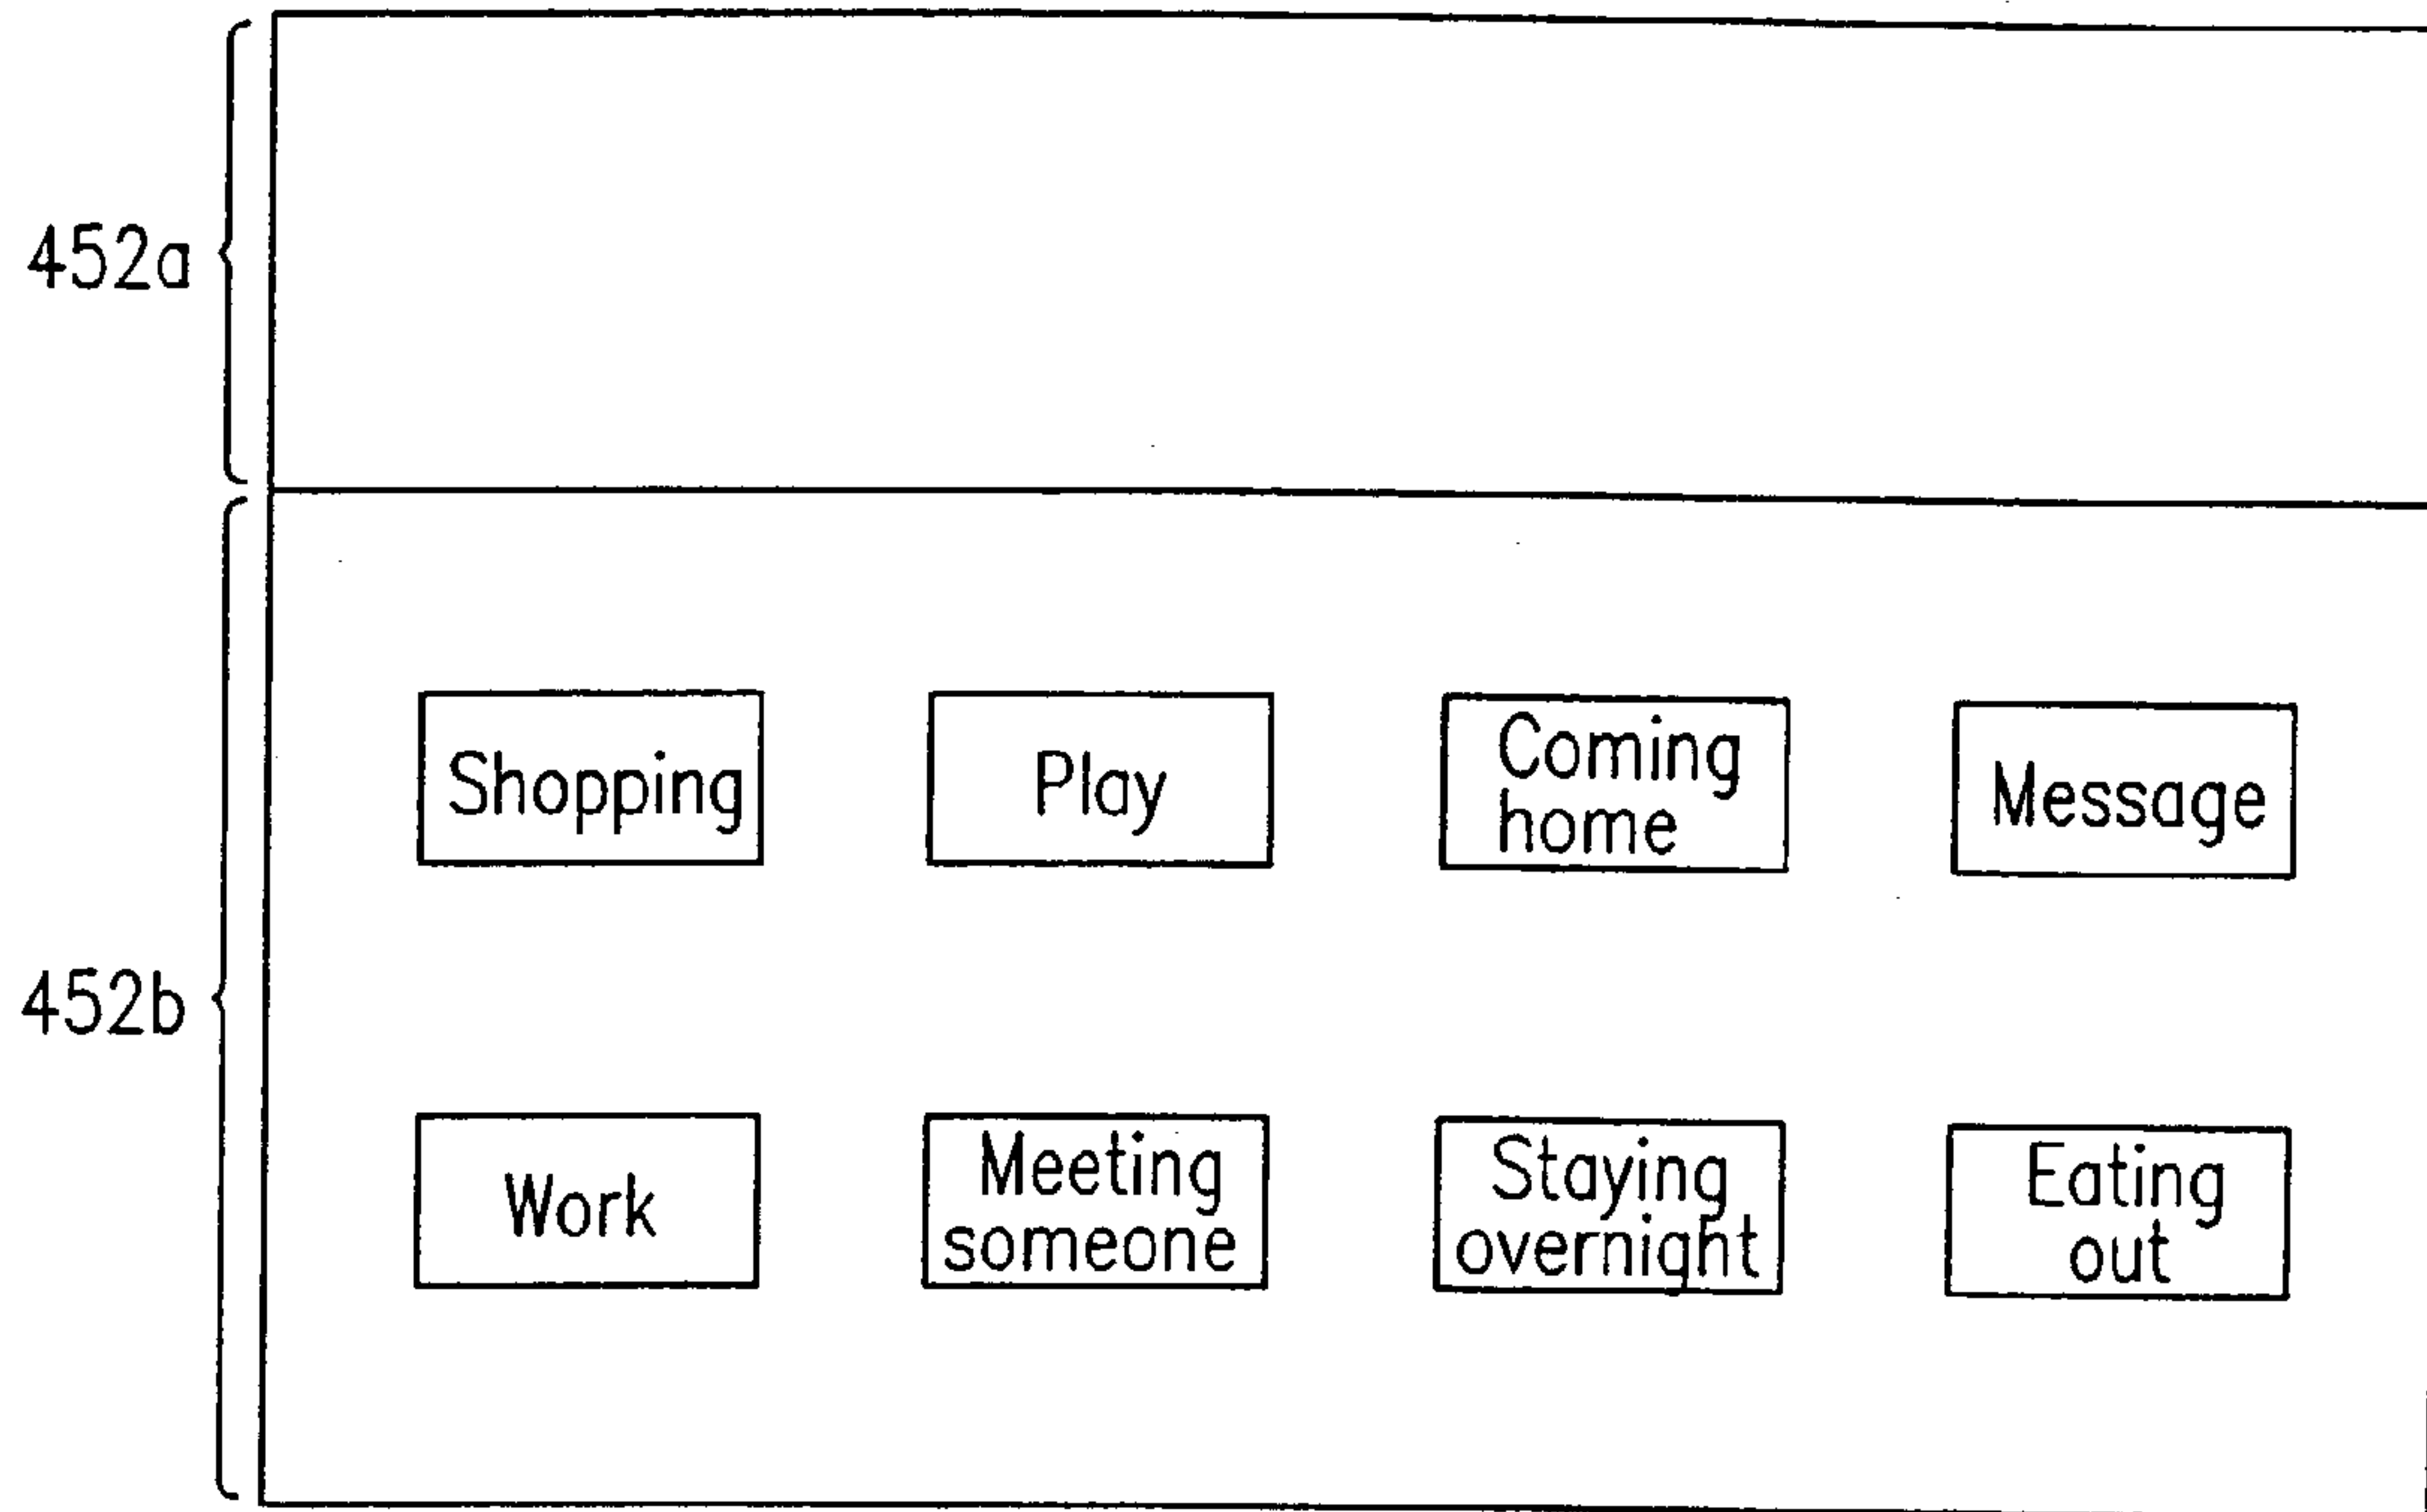 452a
452b
Shopping
Play
Coming
home
Message
Work
Meeting
someone
Staying
overnight
Eating
out